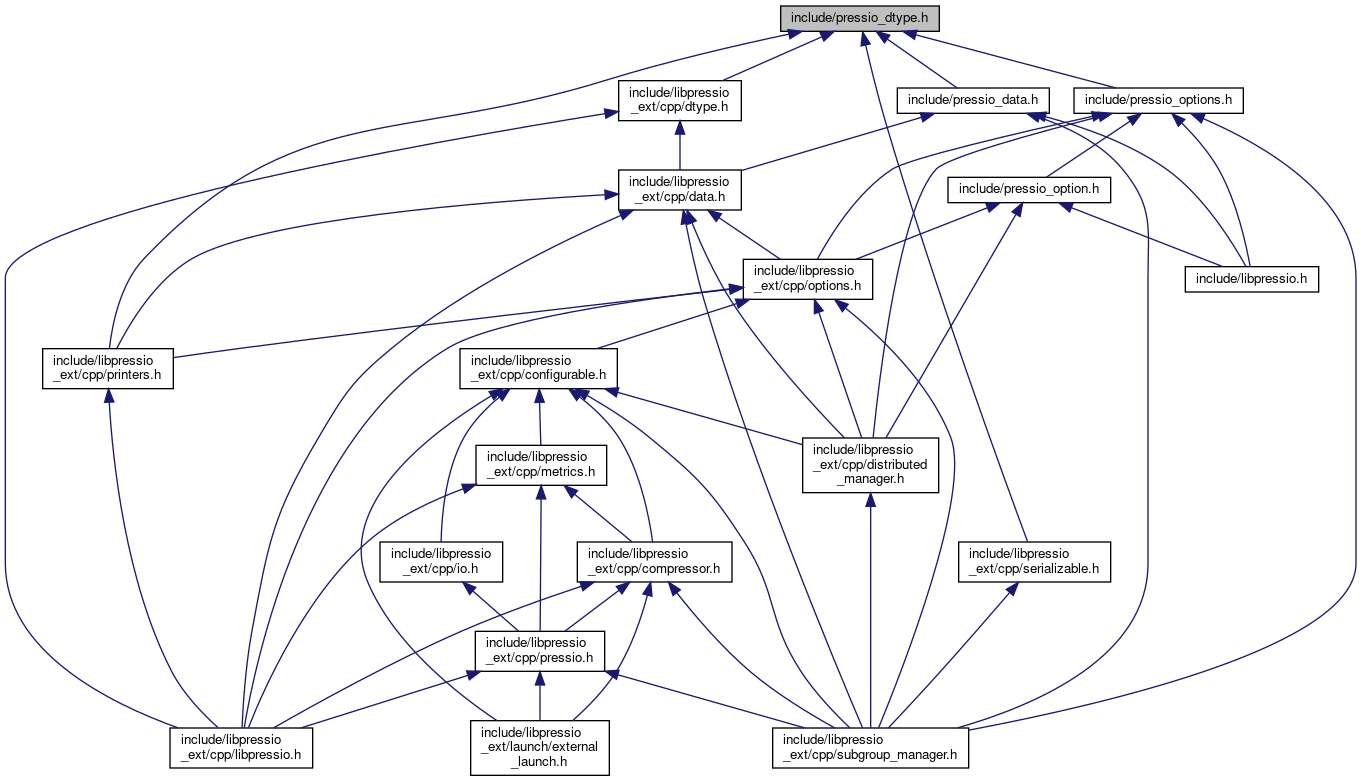 include/pressio_dtype.h
include/libpressio
_ext/cpp/dtype.h
include/pressio_data.h
include/pressio_options.h
include/libpressio
_ext/cpp/data.h
include/pressio_option.h
include/libpressio
_ext/cpp/options.h
include/libpressio.h
include/libpressio
_ext/cpp/printers.h
include/libpressio
_ext/cpp/configurable.h
include/libpressio
_ext/cpp/distributed
_manager.h
include/libpressio
_ext/cpp/metrics.h
include/libpressio
_ext/cpp/io.h
include/libpressio
_ext/cpp/compressor.h
include/libpressio
_ext/cpp/serializable.h
include/libpressio
_ext/cpp/pressio.h
include/libpressio
_ext/cpp/libpressio.h
include/libpressio
_ext/launch/external
_launch.h
include/libpressio
_ext/cpp/subgroup_manager.h